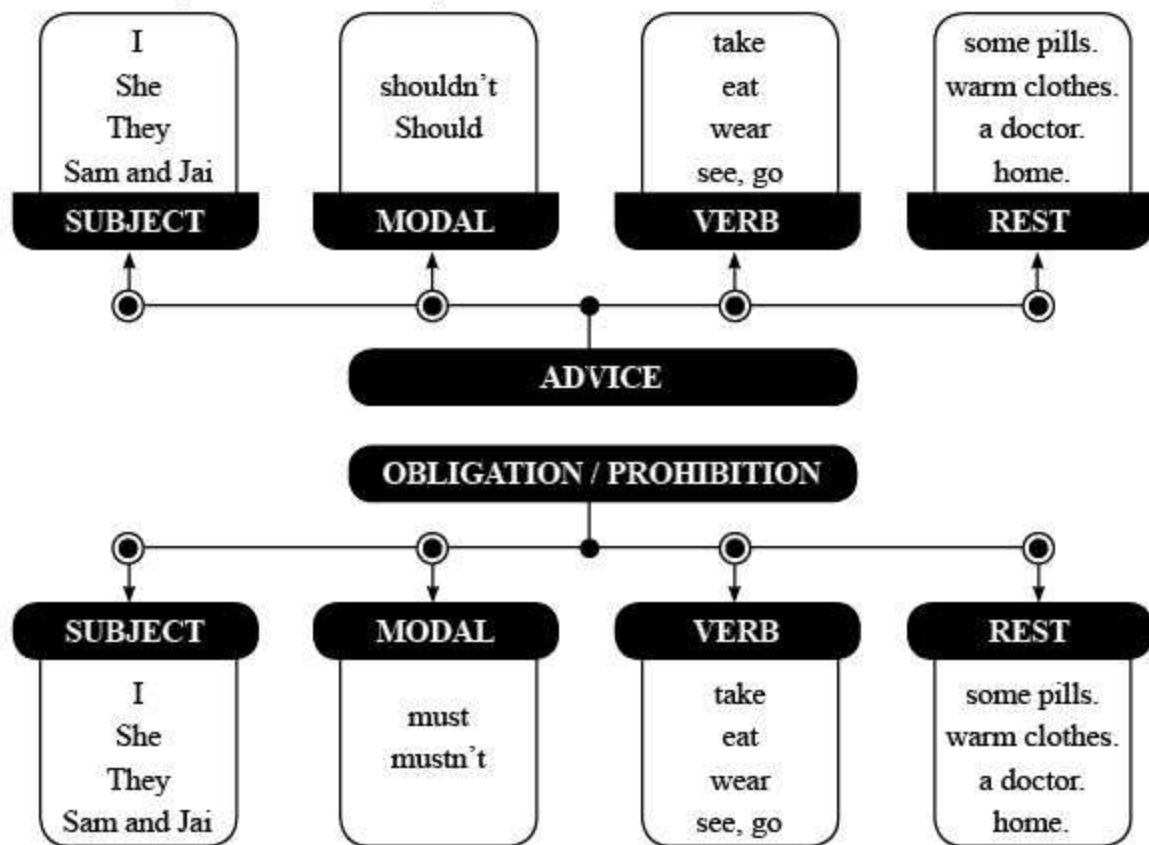 I
She
They
Sam and Jai
SUBJECT
shouldn't
Should
MODAL
take
eat
wear
see, go
VERB
some pills.
warm clothes.
a doctor.
home.
REST
ADVICE
OBLIGATION / PROHIBITION
SUBJECT
I
She
They
Sam and Jai
MODAL
must
mustn't
VERB
take
eat
wear
see, go
REST
some pills.
warm clothes.
a doctor.
home.